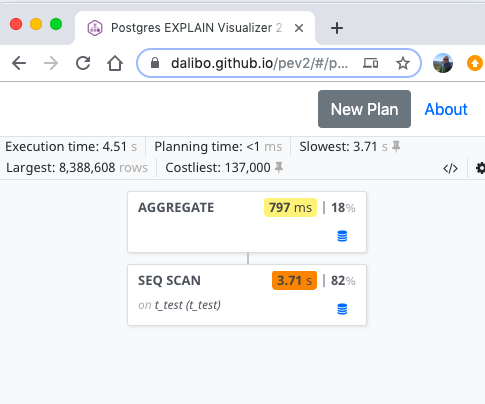 Postgres EXPLAIN Visualizer 2
dalibo.github.io/pev2/#/p...
New Plan
About
Execution time: 4.51 s
Planning time: <1 ms
Slowest: 3.71 s
Largest: 8,388,608 rows
Costliest: 137,000
</>
AGGREGATE
797 ms | 18%
SEQ SCAN
3.71 s | 82%
on t_test (t_test)